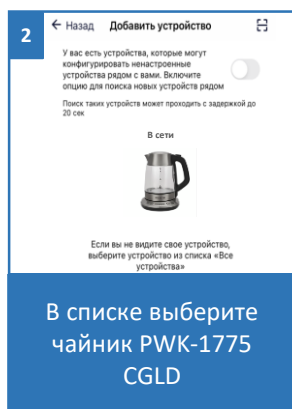 2
← Назад Добавить устройство
У вас есть устройства, которые могут
конфигурировать ненастроенные
устройства рядом с вами. Включите
опцию для поиска новых устройств рядом
Поиск таких устройств может проходить с задержкой до
20 сек
В сети
Если вы не видите свое устройство,
выберите устройство из списка «Все
устройства»
В списке выберите
чайник PWK-1775
CGLD